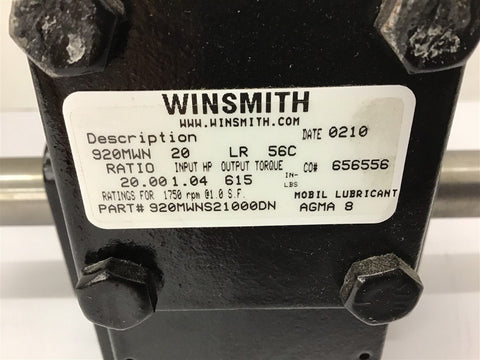 WINSMITH
WWW.WINSMITH.COM
Description DATE 0210
920MWN 20 LR 56C
RATIO INPUT HP OUTPUT TORQUE CO# 656556
20.00 1.04 615 IN-LBS
RATINGS FOR 1750 rpm @1.0 S.F. MOBIL LUBRICANT
PART# 920MWNS21000DN AGMA 8